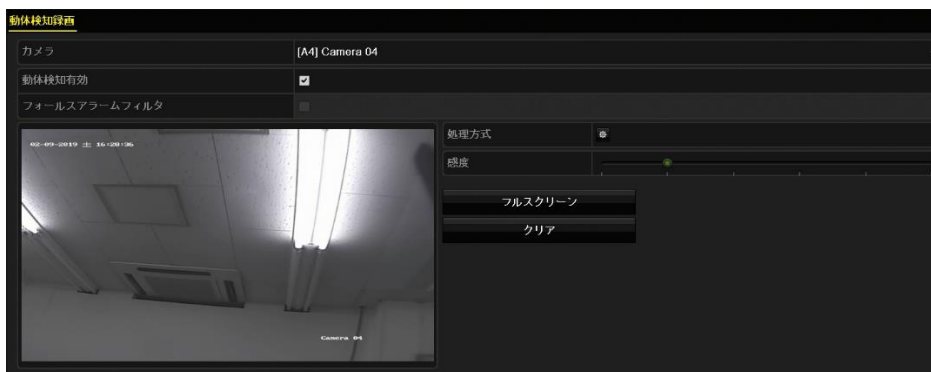 動体検知録画
カメラ [A4] Camera 04
動体検知有効
フォールスアラームフィルタ
02-09-2019 土 16:28:36
処理方式
感度
フルスクリーン
クリア
Camera 04